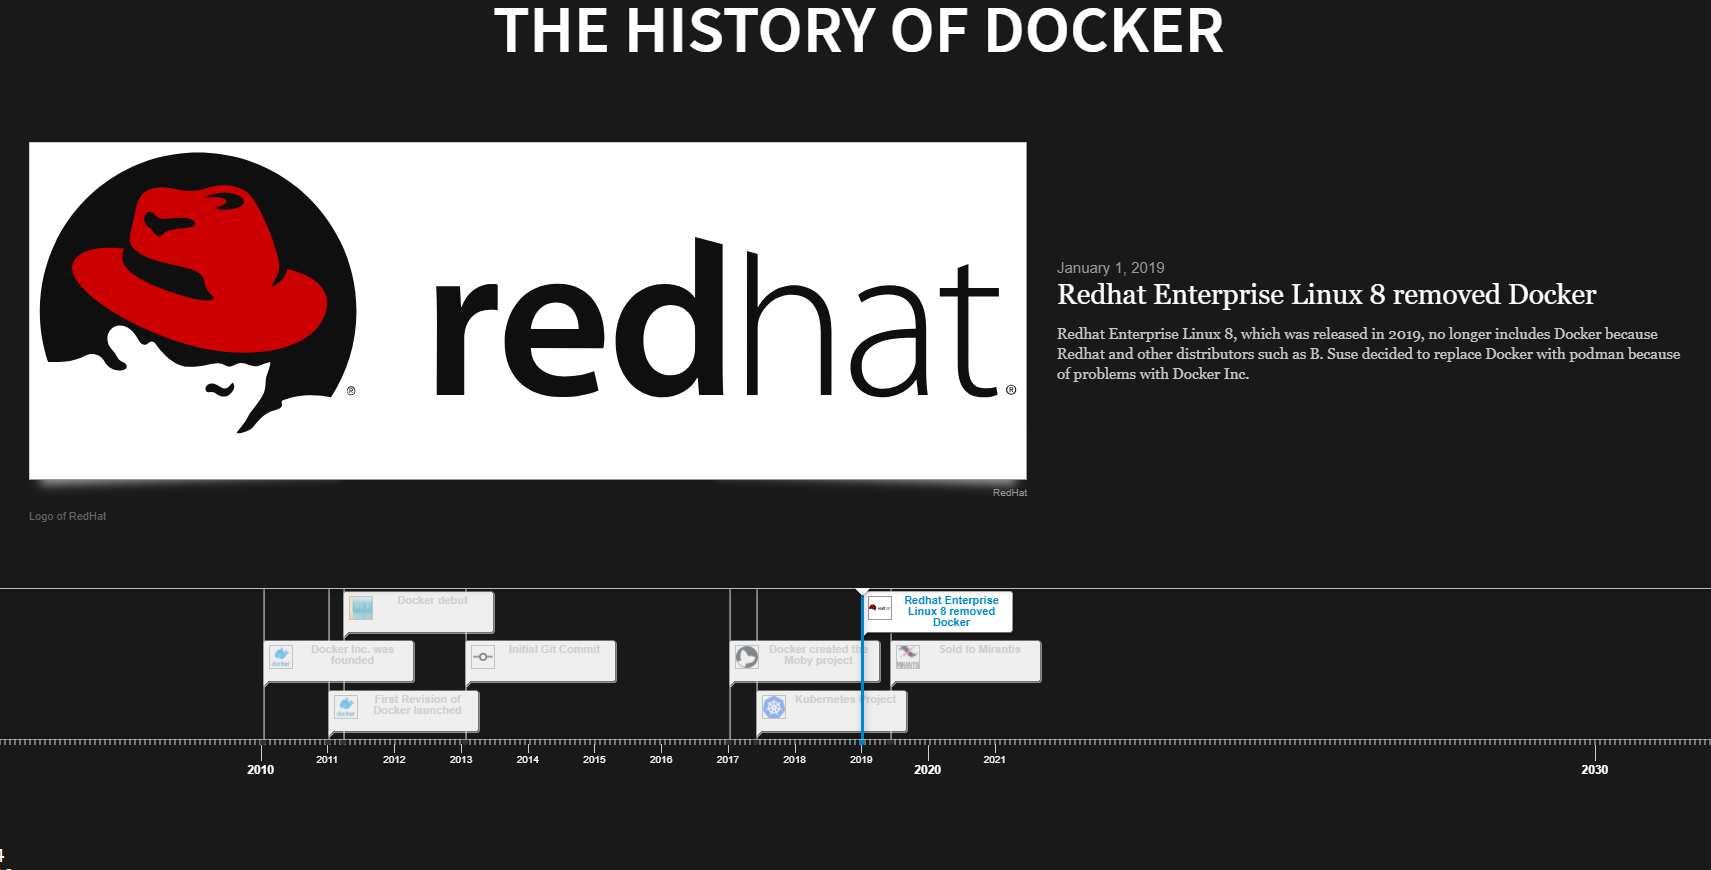 THE HISTORY OF DOCKER
redhat®
®
January 1, 2019
Redhat Enterprise Linux 8 removed Docker
Redhat Enterprise Linux 8, which was released in 2019, no longer includes Docker because
Redhat and other distributors such as B. Suse decided to replace Docker with podman because
of problems with Docker Inc.
RedHat
Logo of RedHat
Docker debut
Redhat Enterprise
Linux 8 removed
Docker
redhat
Docker Inc. was
founded
docker
Initial Git Commit
Docker created the
Moby project
Sold to Mirantis
MIRANTIS
First Revision of
Docker launched
docker
Kubernetes Project
2010
2011
2012
2013
2014
2015
2016
2017
2018
2019
2020
2021
2030